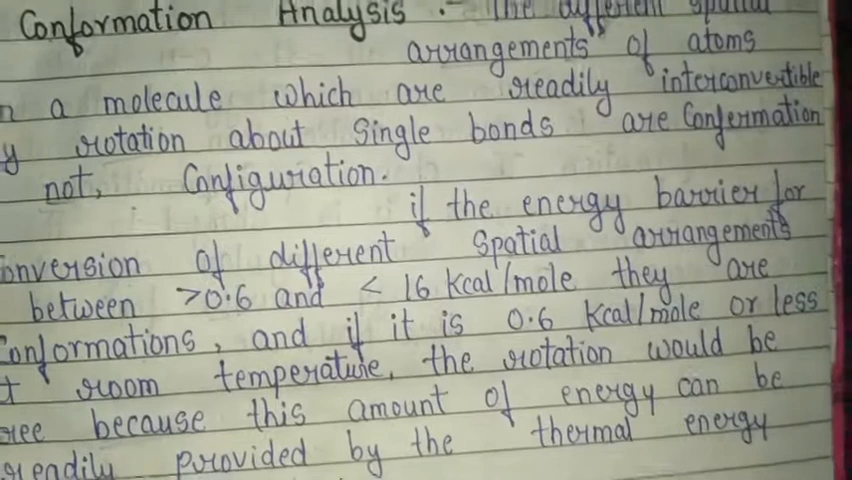 Conformation Analysis :- The different spatial
arrangements of atoms
n a molecule which are readily interconvertible
y rotation about Single bonds are Confermation
not, Configuration.
if the energy barrier for
onversion of different Spatial arrangements
between >0.6 and < 16 Kcal/mole they are
Conformations, and if it is 0.6 Kcal/mole or less
t room temperature, the rotation would be
ree because this amount of energy can be
readily provided by the thermal energy